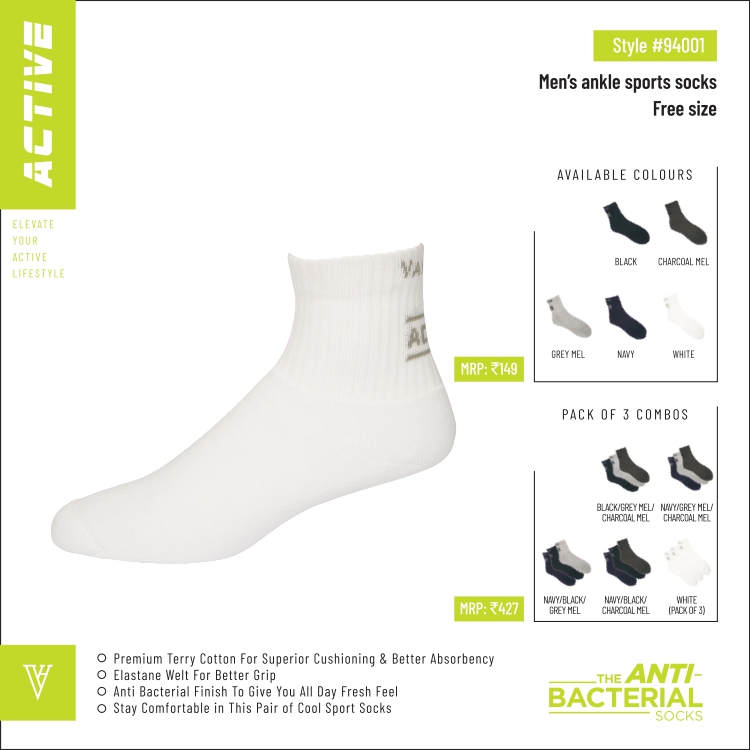 ACTIVE
ELEVATE
YOUR
ACTIVE
LIFESTYLE
Style #94001
Men's ankle sports socks
Free size
AVAILABLE COLOURS
BLACK
CHARCOAL MEL
GREY MEL
NAVY
WHITE
MRP: ₹149
PACK OF 3 COMBOS
BLACK/GREY MEL/
CHARCOAL MEL
NAVY/GREY MEL/
CHARCOAL MEL
NAVY/BLACK/
GREY MEL
NAVY/BLACK/
CHARCOAL MEL
WHITE
(PACK OF 3)
MRP: ₹427
Premium Terry Cotton For Superior Cushioning & Better Absorbency
Elastane Welt For Better Grip
Anti Bacterial Finish To Give You All Day Fresh Feel
Stay Comfortable in This Pair of Cool Sport Socks
THE ANTI-
BACTERIAL
SOCKS